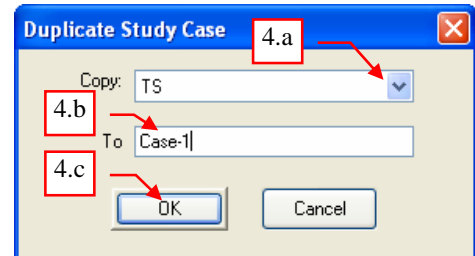 Duplicate Study Case
4.a
Copy: TS
4.b
To Case-1
4.c
OK Cancel